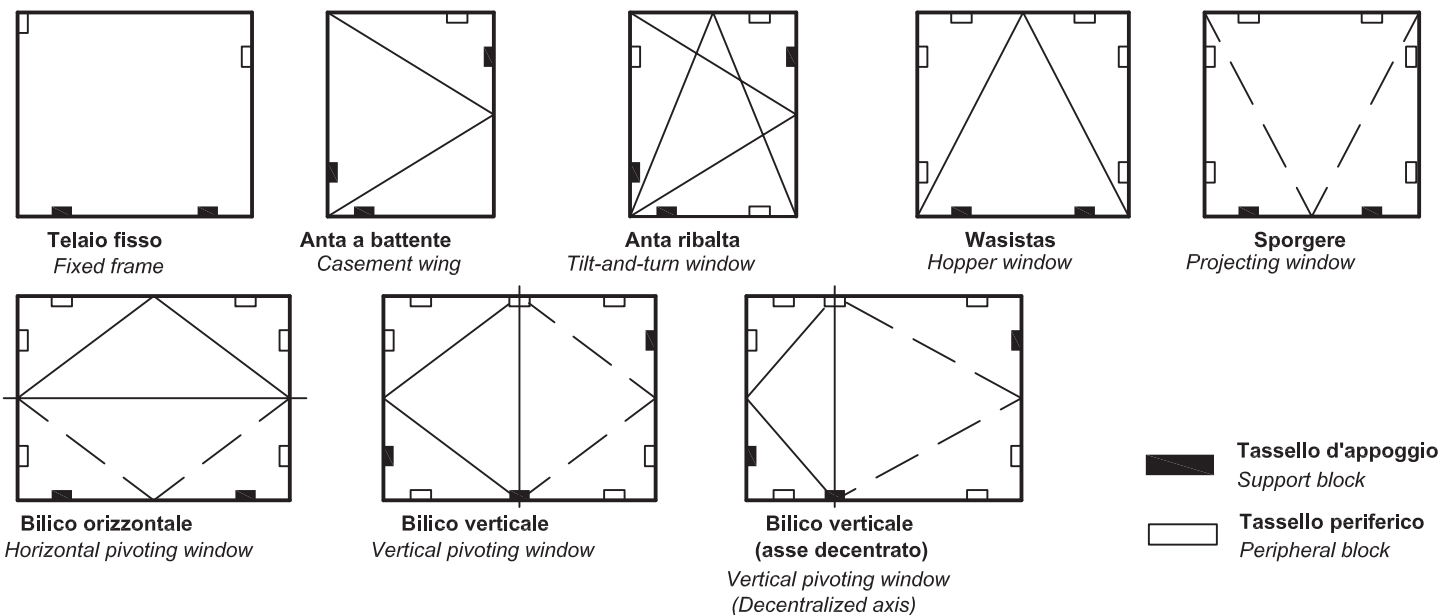 Telaio fisso
Fixed frame
Anta a battente
Casement wing
Anta ribalta
Tilt-and-turn window
Wasistas
Hopper window
Sporgere
Projecting window
Bilico orizzontale
Horizontal pivoting window
Bilico verticale
Vertical pivoting window
Bilico verticale
(asse decentrato)
Vertical pivoting window
(Decentralized axis)
Tassello d'appoggio
Support block
Tassello periferico
Peripheral block